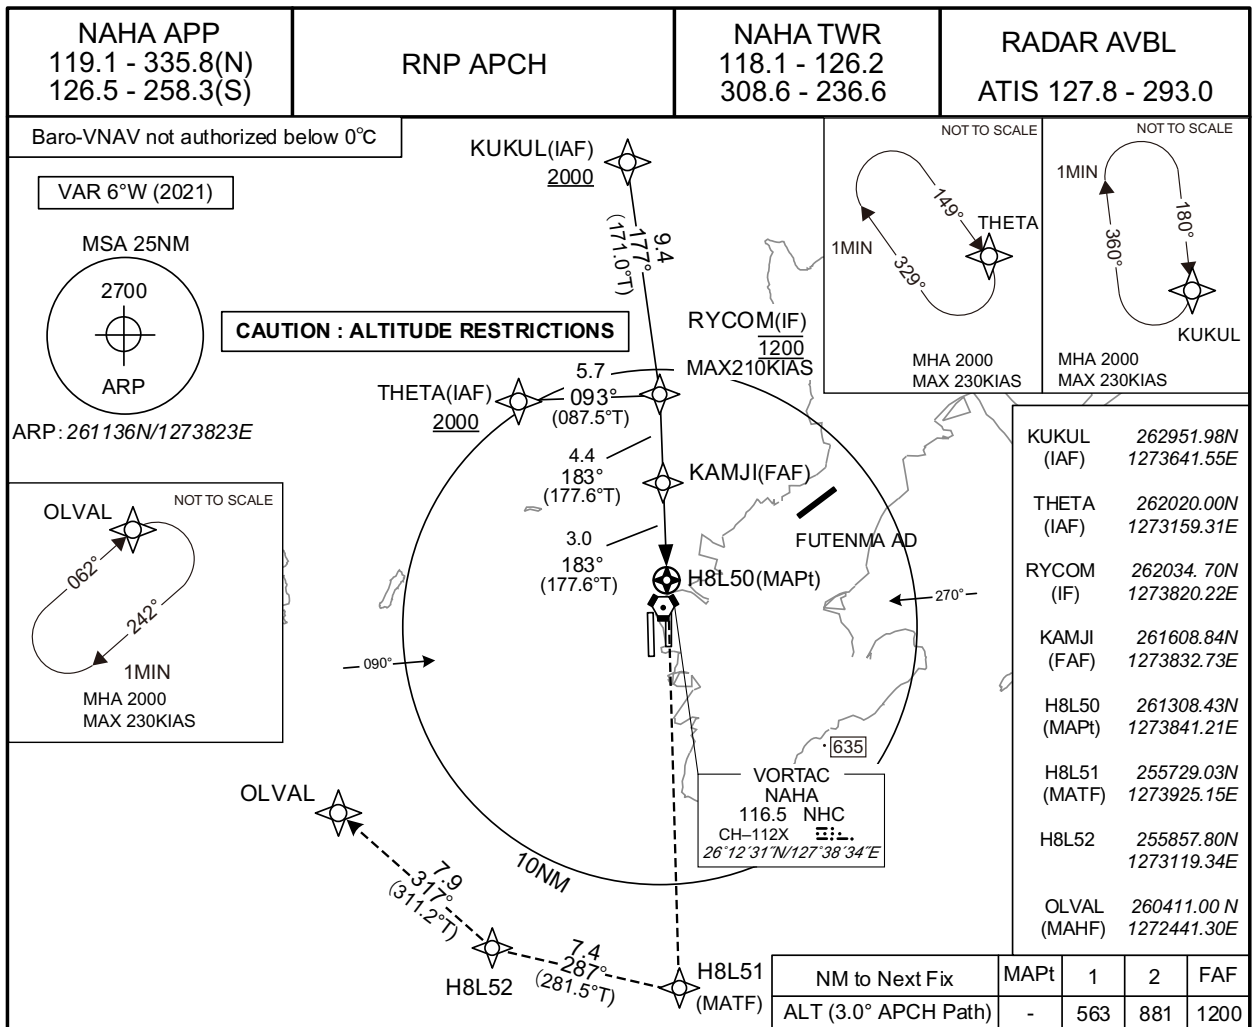 NAHA APP
119.1 - 335.8(N)
126.5 - 258.3(S)
RNP APCH
NAHA TWR
118.1 - 126.2
308.6 - 236.6
RADAR AVBL
ATIS 127.8 - 293.0
Baro-VNAV not authorized below 0°C
VAR 6°W (2021)
MSA 25NM
2700
ARP
ARP: 261136N/1273823E
CAUTION : ALTITUDE RESTRICTIONS
KUKUL(IAF)
2000
9.4
177°
(171.0°T)
RYCOM(IF)
1200
MAX210KIAS
THETA(IAF)
2000
5.7
093°
(087.5°T)
4.4
183°
(177.6°T)
KAMJI(FAF)
3.0
183°
(177.6°T)
H8L50(MAPt)
FUTENMA AD
270°
090°
635
10NM
VORTAC
NAHA
116.5 NHC
CH–112X
26°12´31˝N/127°38´34˝E
NOT TO SCALE
149°
THETA
1MIN
329°
MHA 2000
MAX 230KIAS
NOT TO SCALE
1MIN
180°
360°
KUKUL
MHA 2000
MAX 230KIAS
NOT TO SCALE
OLVAL
062°
242°
1MIN
MHA 2000
MAX 230KIAS
OLVAL
7.9
317°
(311.2°T)
H8L52
7.4
287°
(281.5°T)
H8L51
(MATF)
KUKUL 262951.98N
(IAF) 1273641.55E
THETA 262020.00N
(IAF) 1273159.31E
RYCOM 262034. 70N
(IF) 1273820.22E
KAMJI 261608.84N
(FAF) 1273832.73E
H8L50 261308.43N
(MAPt) 1273841.21E
H8L51 255729.03N
(MATF) 1273925.15E
H8L52 255857.80N
1273119.34E
OLVAL 260411.00 N
(MAHF) 1272441.30E
NM to Next Fix MAPt 1 2 FAF
ALT (3.0° APCH Path) - 563 881 1200